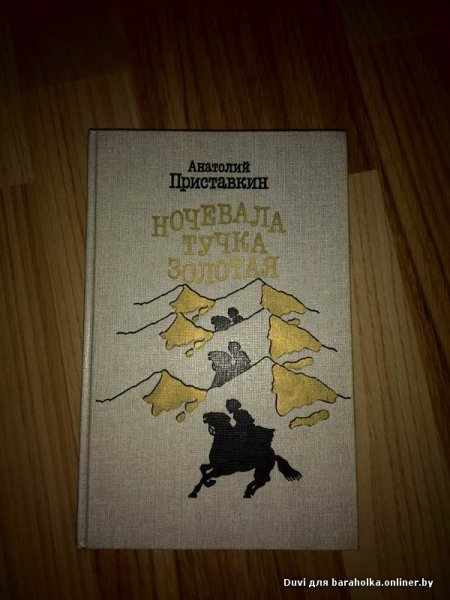 Анатолий
Приставкин
НОЧЕВАЛА
ТУЧКА
ЗОЛОТАЯ
Duvi для baraholka.onliner.by